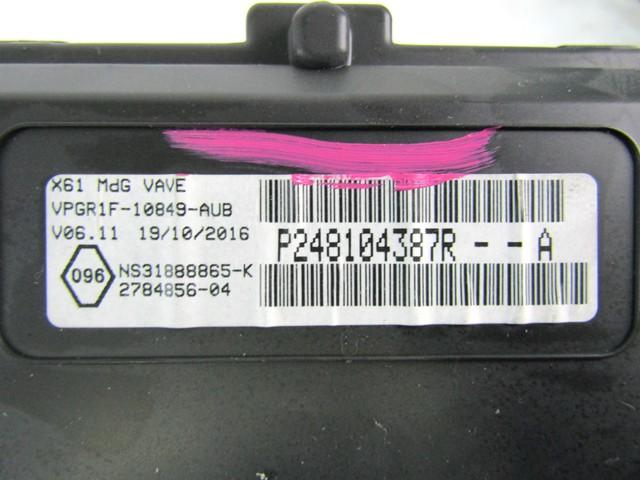 X61 MdG VAVE
VPGR1F-10849-AUB
V06.11 19/10/2016
P248104387R - - A
096
NS31888865-K
2784856-04